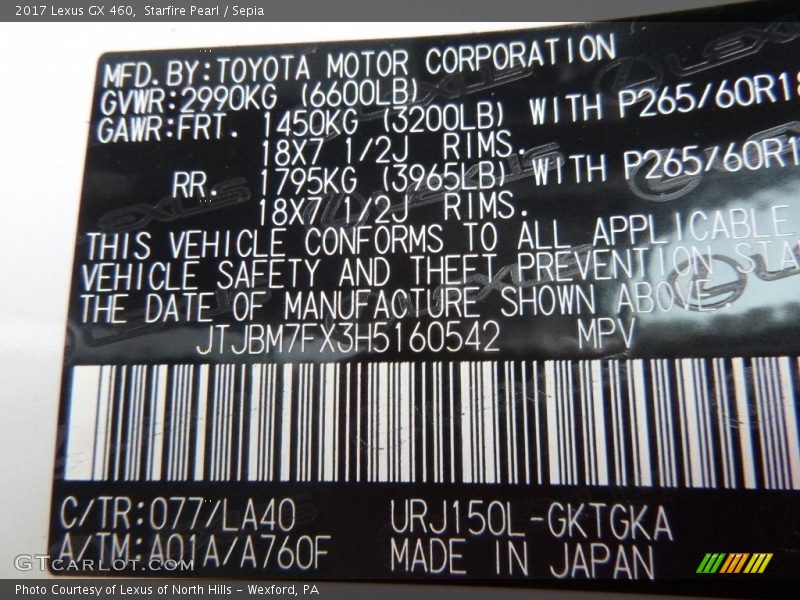 2017 Lexus GX 460, Starfire Pearl / Sepia
MFD.BY:TOYOTA MOTOR CORPORATION
GVWR:2990KG (6600LB)
GAWR:FRT. 1450KG (3200LB) WITH P265/60R18
18X7 1/2J RIMS.
RR. 1795KG (3965LB) WITH P265/60R1
18X7 1/2J RIMS.
THIS VEHICLE CONFORMS TO ALL APPLICABLE
VEHICLE SAFETY AND THEFT PREVENTION STA
THE DATE OF MANUFACTURE SHOWN ABOVE.
JTJBM7FX3H5160542 MPV
C/TR:077/LA40 URJ150L-GKTGKA
A/TM:A01A/A760F MADE IN JAPAN
GTCarlot.com
Photo Courtesy of Lexus of North Hills - Wexford, PA